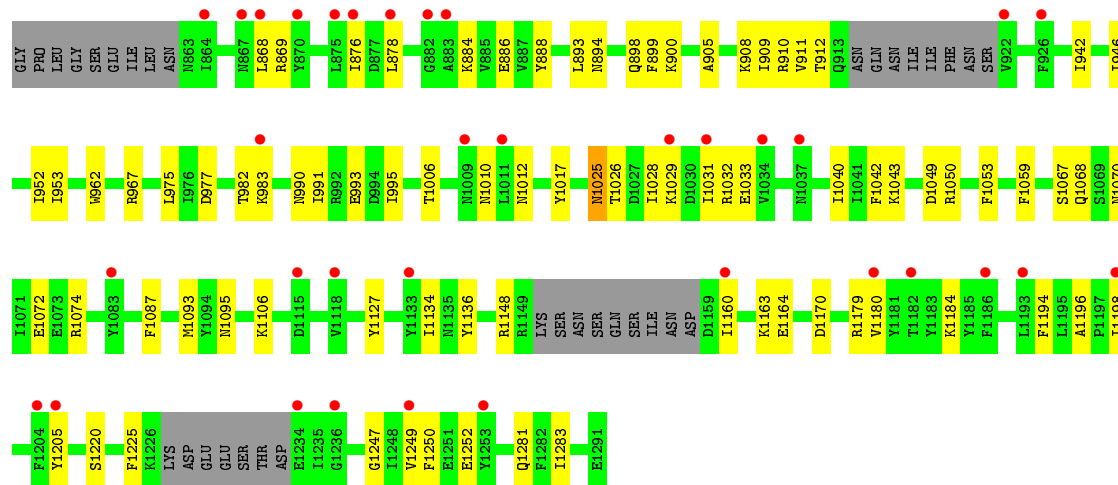 GLY PRO LEU GLY GLY SER GLU ILE LEU ASN N863 I864 N867 L868 R869 Y870 L875 I876 D877 L878 G882 A883 K884 V885 E886 V887 Y888 L893 N894 Q898 F899 K900 A905 K908 I909 R910 V911 T912 Q913 ASN GLN ASN ILE ILE PHE ASN SER V922 F926 I942 I946
I952 I953 W962 R967 L975 I976 D977 T982 K983 N990 I991 R992 E993 D994 I995 T1006 N1009 N1010 L1011 N1012 Y1017 N1025 T1026 D1027 I1028 K1029 D1030 I1031 R1032 E1033 V1034 N1037 I1040 I1041 F1042 K1043 D1049 R1050 F1053 F1059 S1067 Q1068 S1069 N1070
I1071 E1072 E1073 R1074 Y1083 F1087 M1093 Y1094 N1095 K1106 D1115 V1118 Y1127 Y1133 I1134 N1135 Y1136 R1148 R1149 LYS SER ASN SER GLN SER ILE ASN ASP D1159 I1160 K1163 E1164 D1170 R1179 V1180 Y1181 T1182 Y1183 K1184 Y1185 F1186 L1193 F1194 L1195 A1196 P1197
F1204 Y1205 S1220 F1225 K1226 LYS ASP GLU GLU SER THR ASP E1234 I1235 G1236 G1247 I1248 V1249 F1250 E1251 E1252 Y1253 Q1281 F1282 I1283 E1291